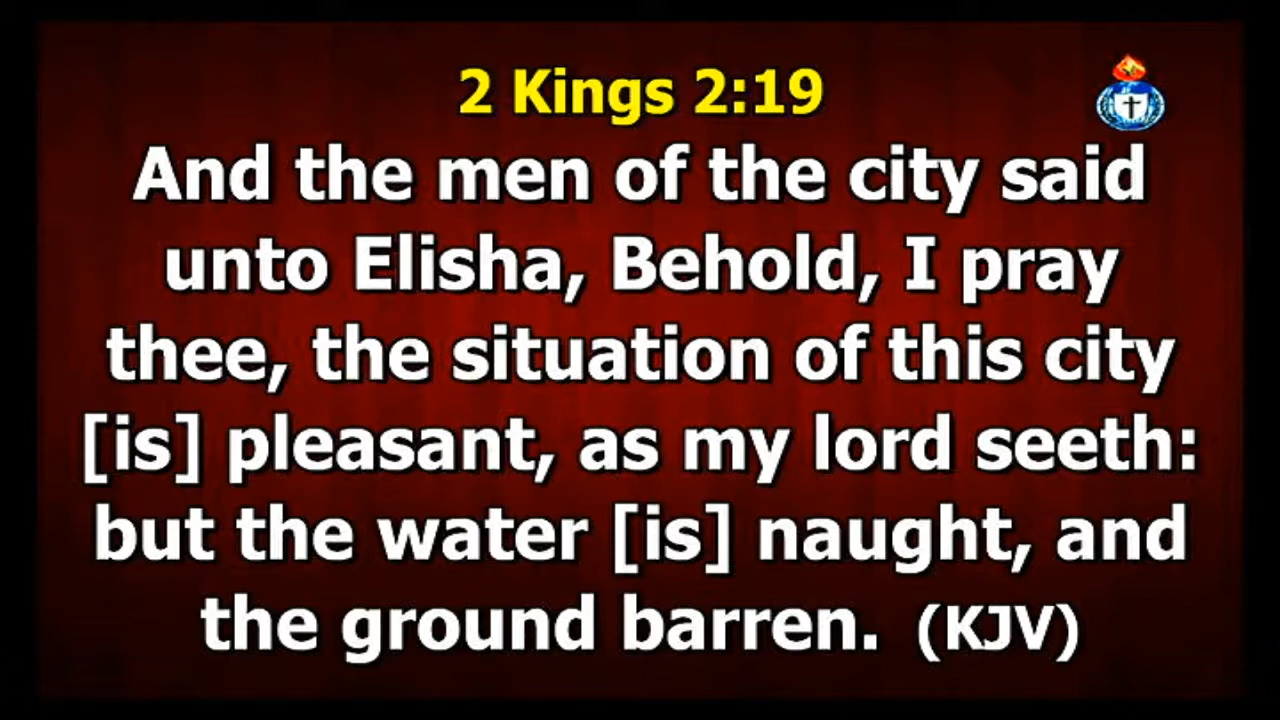 2 Kings 2:19
And the men of the city said
unto Elisha, Behold, I pray
thee, the situation of this city
[is] pleasant, as my lord seeth:
but the water [is] naught, and
the ground barren. (KJV)